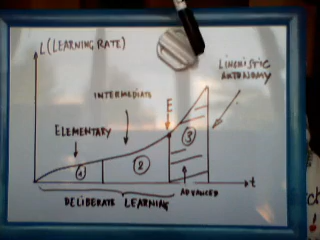 L (LEARNING RATE)
LINGUISTIC
AUTONOMY
INTERMEDIATE
E
ELEMENTARY
1
2
3
t
DELIBERATE LEARNING
ADVANCED